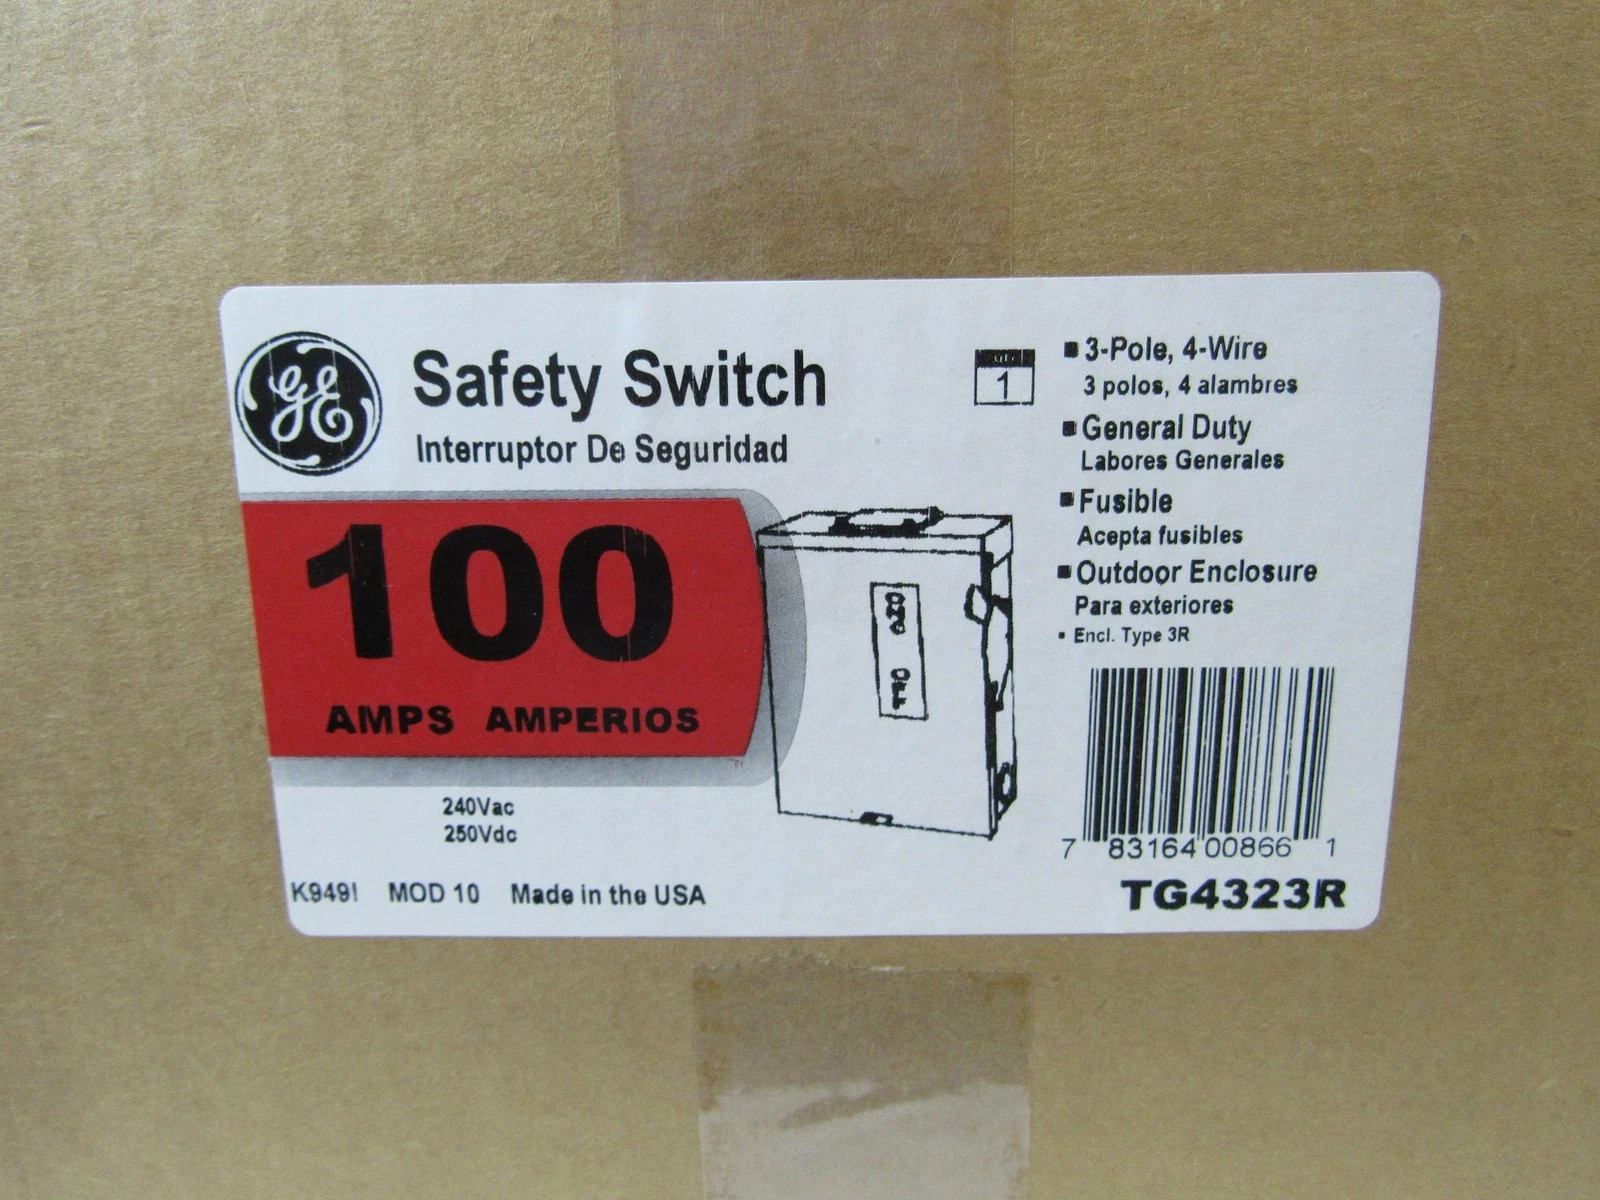 GE
Safety Switch
Interruptor De Seguridad
100
AMPS AMPERIOS
240Vac
250Vdc
K949! MOD 10 Made in the USA
1
ON
OFF
3-Pole, 4-Wire
3 polos, 4 alambres
General Duty
Labores Generales
Fusible
Acepta fusibles
Outdoor Enclosure
Para exteriores
Encl. Type 3R
7 83164 00866 1
TG4323R